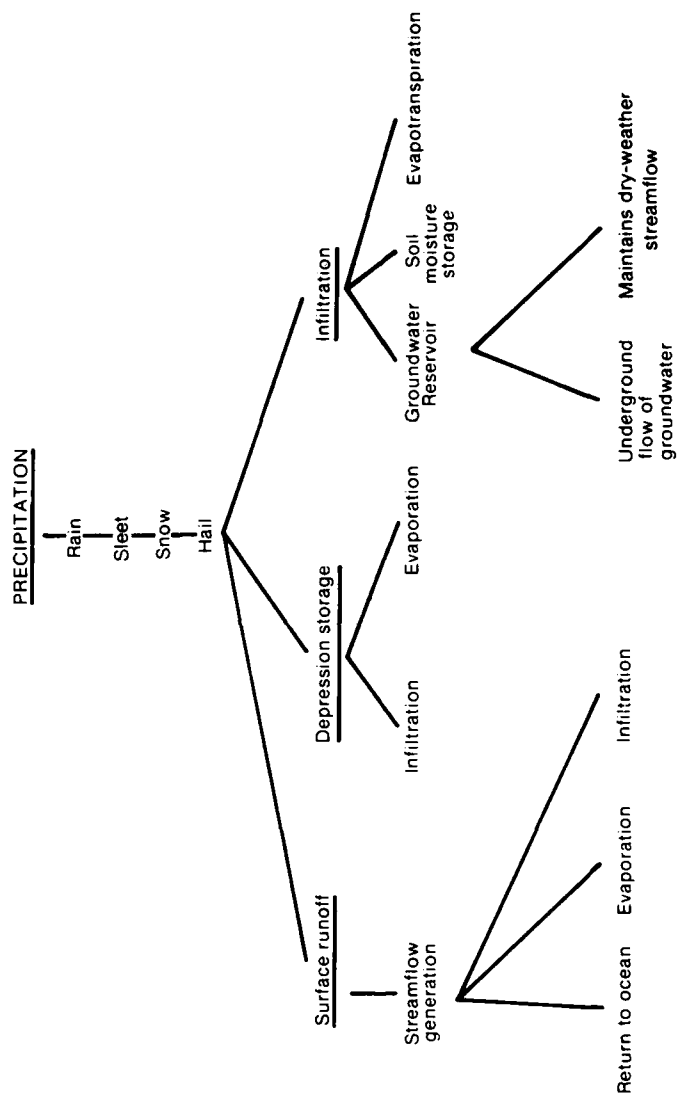 PRECIPITATION
Rain
Sleet
Snow
Hail
Surface runoff
Depression storage
Infiltration
Streamflow
generation
Infiltration
Evaporation
Groundwater
Reservoir
Soil
moisture
storage
Evapotranspiration
Return to ocean
Evaporation
Infiltration
Underground
flow of
groundwater
Maintains dry-weather
streamflow